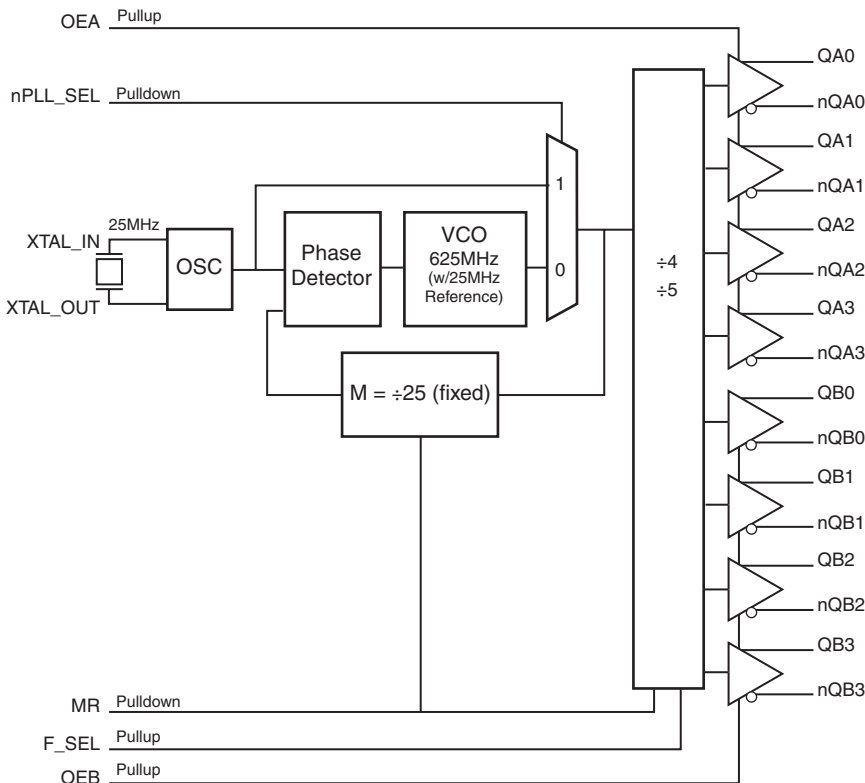 OEA Pullup
QA0
nQA0
nPLL_SEL Pulldown
QA1
nQA1
1
XTAL_IN 25MHz
OSC
XTAL_OUT
Phase
Detector
VCO
625MHz
(w/25MHz
Reference)
0
÷4
÷5
QA2
nQA2
QA3
nQA3
M = ÷25 (fixed)
QB0
nQB0
QB1
nQB1
QB2
nQB2
QB3
nQB3
MR Pulldown
F_SEL Pullup
OEB Pullup